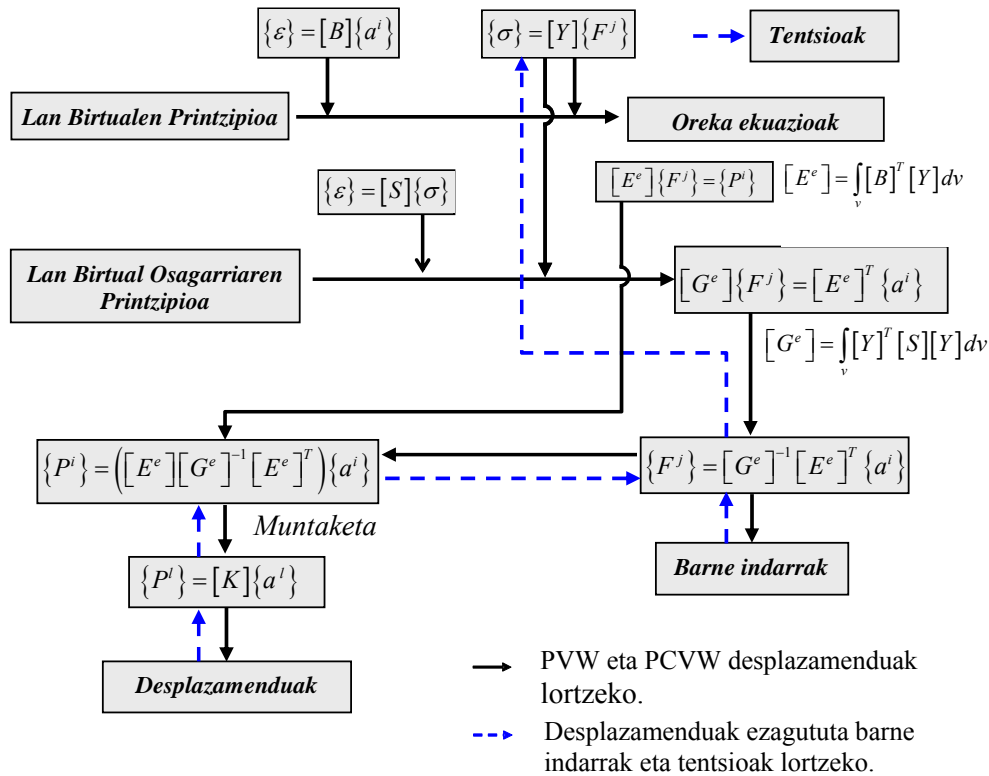 {ε} = [B]{a^i}
{σ} = [Y]{F^j}
Tentsioak
Lan Birtualen Printzipioa
Oreka ekuazioak
{ε} = [S]{σ}
[E^e]{F^j} = {P^i}
[E^e] = ∫_v [B]^T [Y] dv
Lan Birtual Osagarriaren
Printzipioa
[G^e]{F^j} = [E^e]^T {a^i}
[G^e] = ∫_v [Y]^T [S][Y] dv
{P^i} = ([E^e][G^e]^{-1}[E^e]^T){a^i}
{F^j} = [G^e]^{-1}[E^e]^T {a^i}
Muntaketa
{P^l} = [K]{a^l}
Barne indarrak
Desplazamenduak
PVW eta PCVW desplazamenduak
lortzeko.
Desplazamenduak ezagututa barne
indarrak eta tentsioak lortzeko.